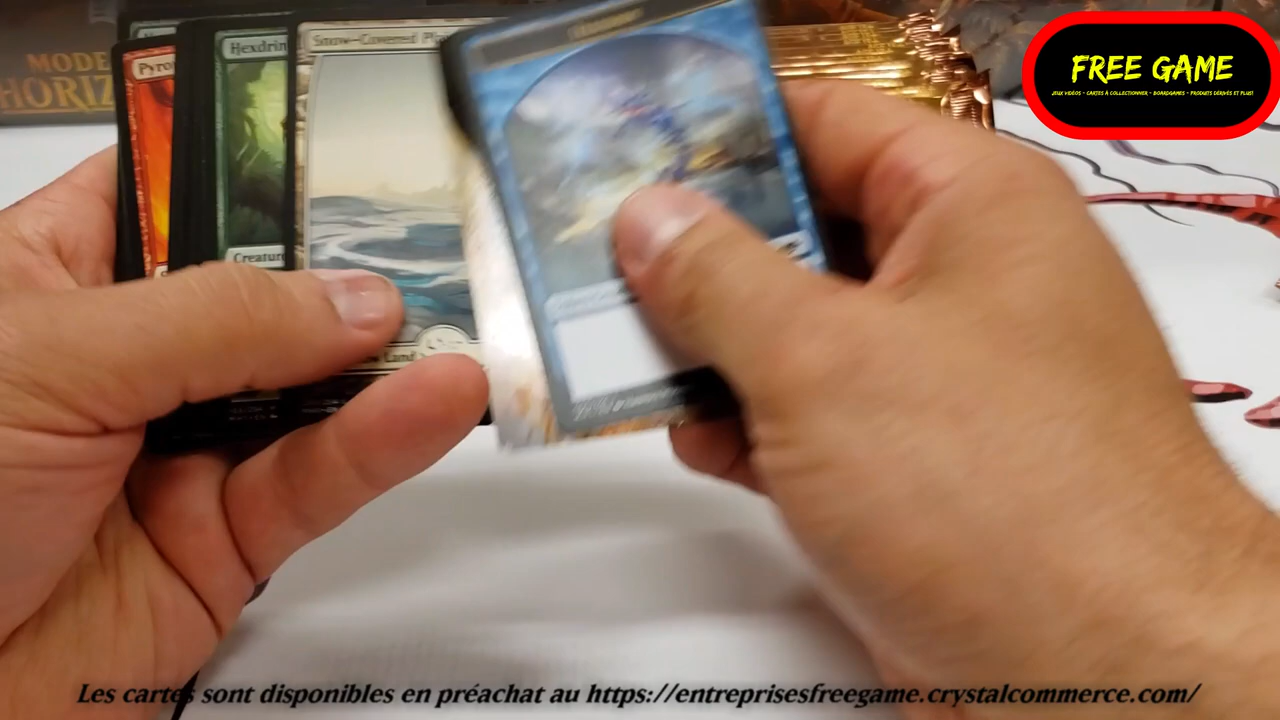 MODE
HORIZ
Pyro
Hexdrin
Snow-Covered Pl
Creature
Land
FREE GAME
JEUX VIDÉOS - CARTES À COLLECTIONNER - BOARDGAMES - PRODUITS DÉRIVÉS ET PLUS!
Les cartes sont disponibles en préachat au https://entreprisesfreegame.crystalcommerce.com/